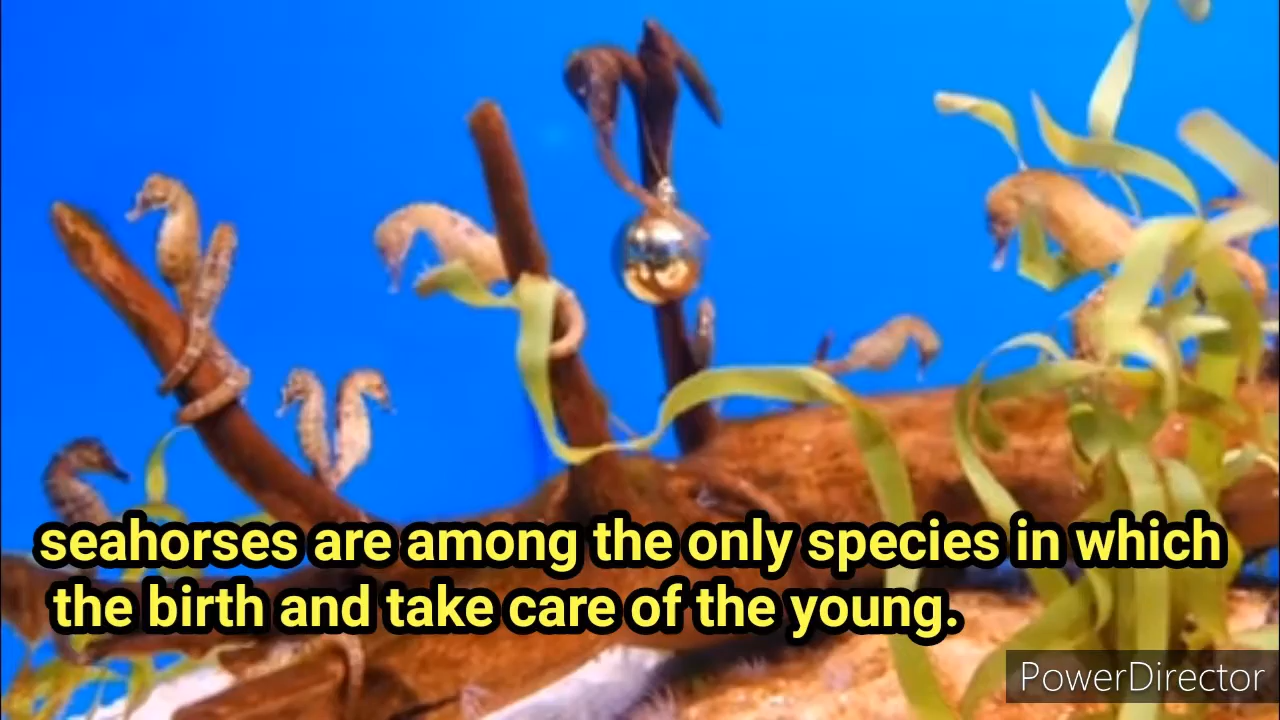 seahorses are among the only species in which
the birth and take care of the young.
PowerDirector